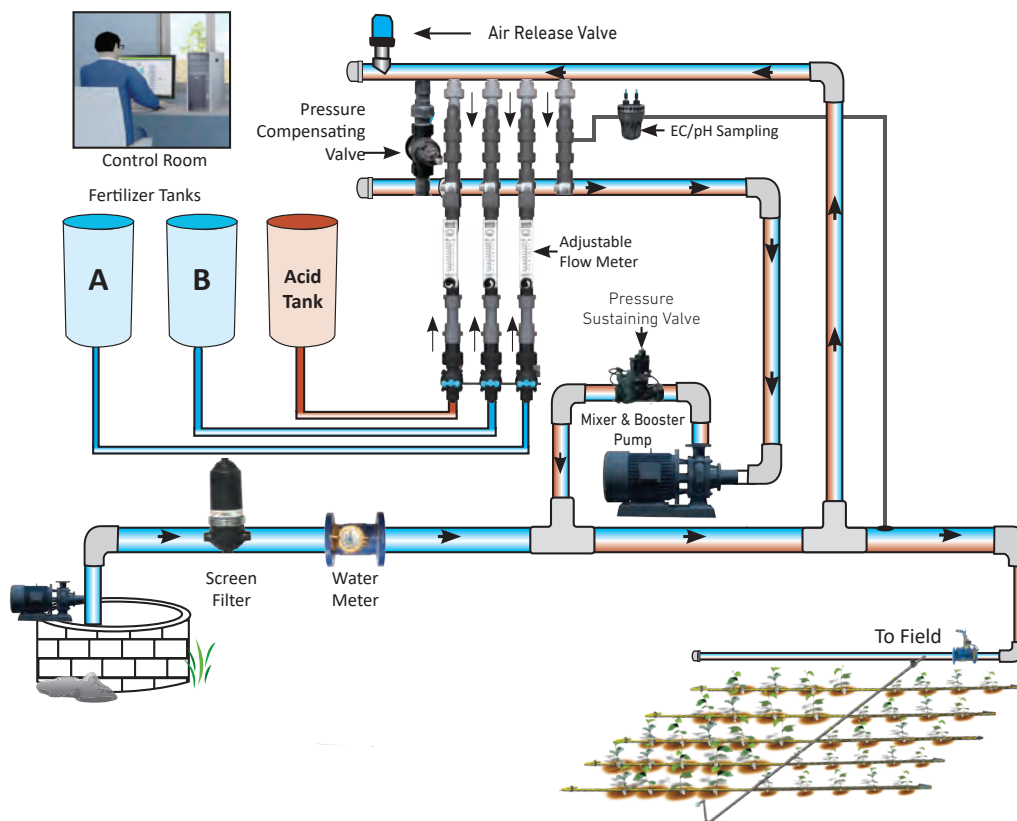 Air Release Valve
Pressure
Compensating
Valve
EC/pH Sampling
Control Room
Fertilizer Tanks
A
B
Acid
Tank
Adjustable
Flow Meter
Pressure
Sustaining Valve
Mixer & Booster
Pump
Screen
Filter
Water
Meter
To Field